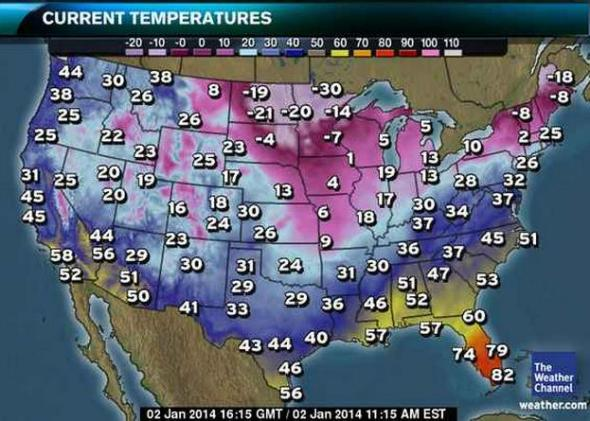 CURRENT TEMPERATURES
-20 -10 -0 0 10 20 30 40 50 60 70 80 90 100 110
44 30 38 8 -19 -30 -18
38 26 -8
25 26 -21 -20 -14 -8
25 22 23 -4 -7 5 5 2 25
23 25 1 13 10 26
31 25 20 19 17 13 4 19 13 28 32
45 20 16 18 30 6 18 17 30 34 37
45 24 37
44 23 26 9 36 45 51
58 56 29 30 31 24 31 30 37
52 51 29 51 47 53
50 41 33 29 36 46 52 60
43 44 40 57 57 74 79
46 82
56
The
Weather
Channel
weather.com
02 Jan 2014 16:15 GMT / 02 Jan 2014 11:15 AM EST